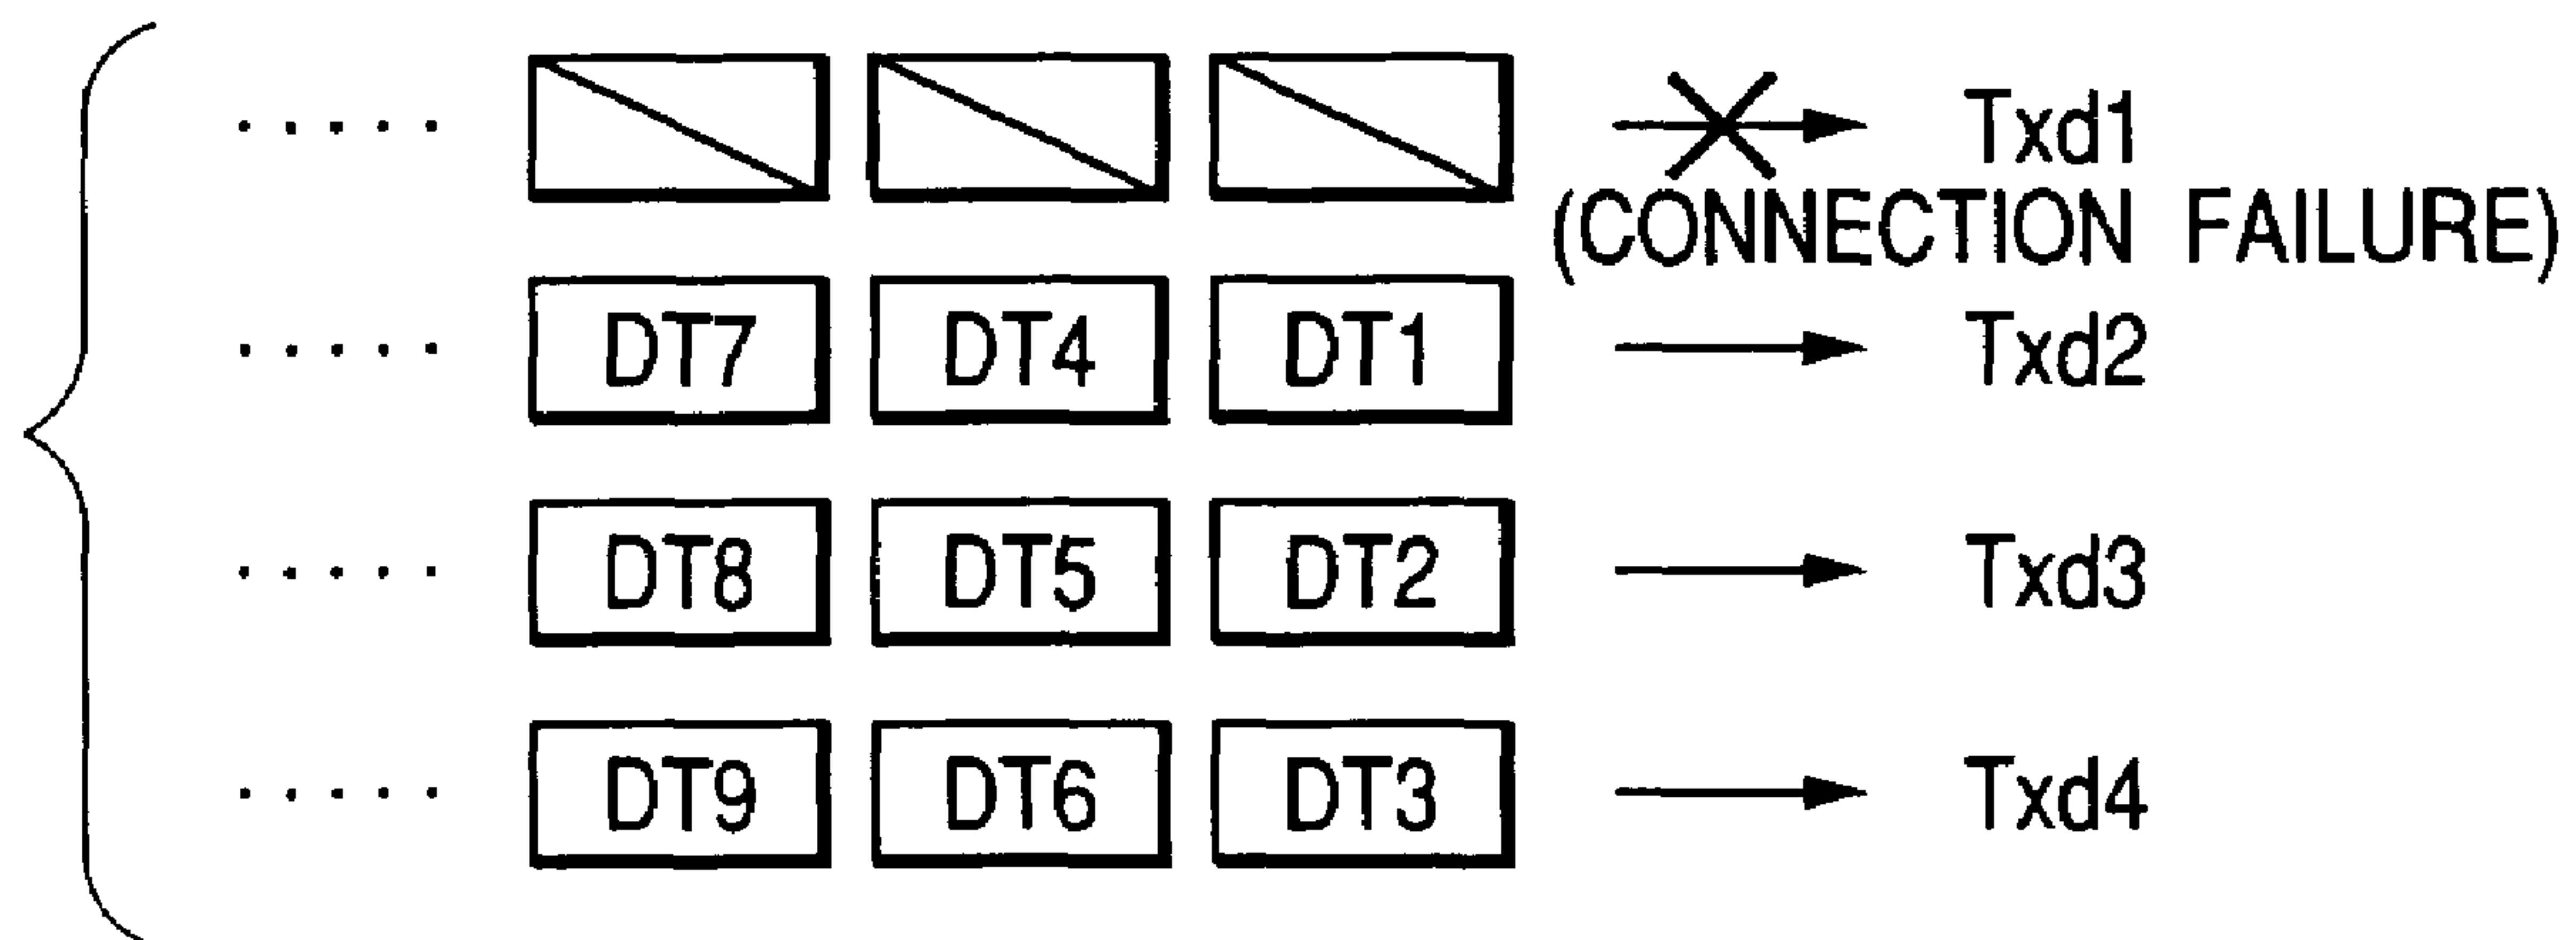 ..... Txd1
(CONNECTION FAILURE)
..... DT7 DT4 DT1 Txd2
..... DT8 DT5 DT2 Txd3
..... DT9 DT6 DT3 Txd4